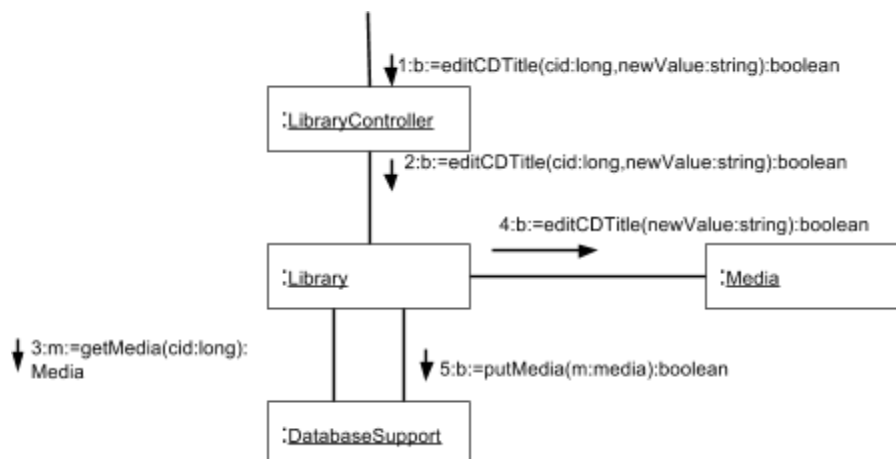 1:b:=editCDTitle(cid:long,newValue:string):boolean
:LibraryController
2:b:=editCDTitle(cid:long,newValue:string):boolean
4:b:=editCDTitle(newValue:string):boolean
:Library
:Media
3:m:=getMedia(cid:long):
Media
5:b:=putMedia(m:media):boolean
:DatabaseSupport